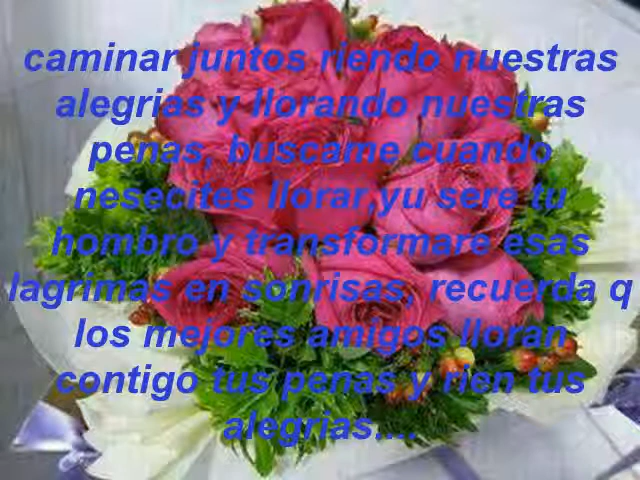 caminar juntos riendo nuestras
alegrias y llorando nuestras
penas, buscame cuando
nesecites llorar,yu sere tu
hombro y transformare esas
lagrimas en sonrisas, recuerda q
los mejores amigos lloran
contigo tus penas y rien tus
alegrias....